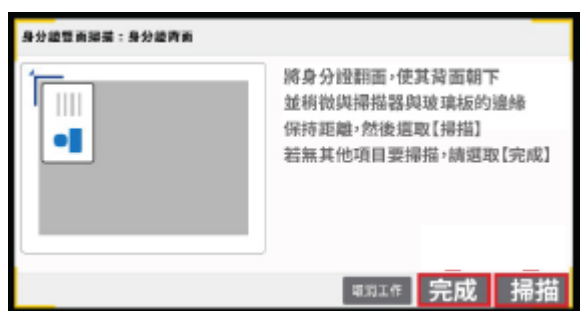 身分證雙面掃描：身分證背面
將身分證翻面，使其背面朝下
並稍微與掃描器與玻璃板的邊緣
保持距離，然後選取【掃描】
若無其他項目要掃描，請選取【完成】
取消工作
完成
掃描